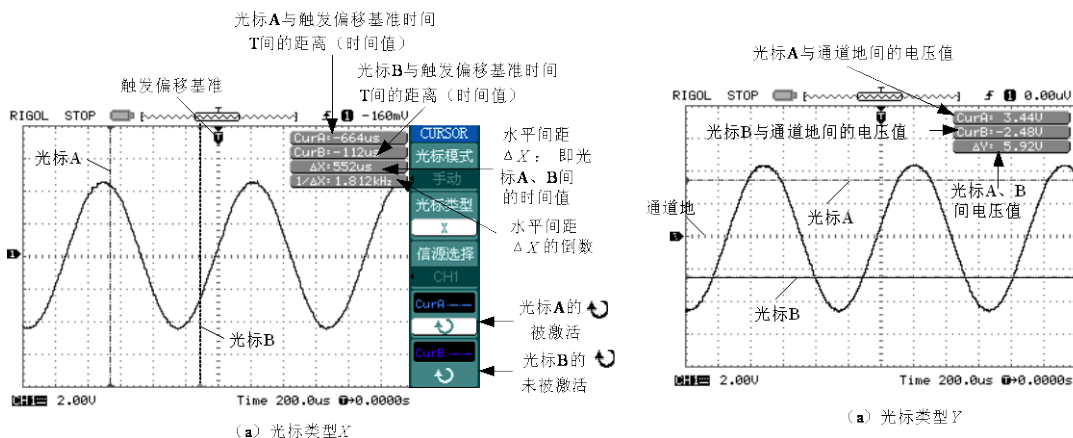 光标A与触发偏移基准时间
T间的距离（时间值）
光标B与触发偏移基准时间
T间的距离（时间值）
触发偏移基准
RIGOL STOP T 1 -160mV
T
CurA:-664us
CurB:-112us
ΔX:552us
1/ΔX:1.812kHz
光标A
光标B
1
CURSOR
光标模式
手动
光标类型
X
信源选择
CH1
CurA
CurB
水平间距
ΔX：即光
标A、B间
的时间值
水平间距
ΔX的倒数
光标A的
被激活
光标B的
未被激活
CH1 2.00V Time 200.0us T→0.0000s
(a) 光标类型X
光标A与通道地间的电压值
RIGOL STOP T 1 0.00uV
T
CurA: 3.44V
光标B与通道地间的电压值
CurB:-2.48V
ΔY: 5.92V
光标A、B
间电压值
光标A
通道地
光标B
CH1 2.00V Time 200.0us T→0.0000s
(a) 光标类型Y